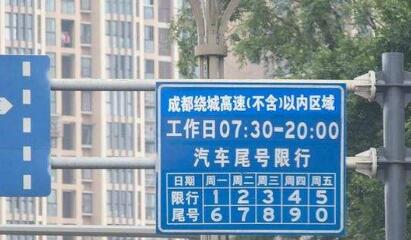 成都绕城高速(不含)以内区域
工作日07:30-20:00
汽车尾号限行
日期 周一 周二 周三 周四 周五
限行 1 2 3 4 5
尾号 6 7 8 9 0